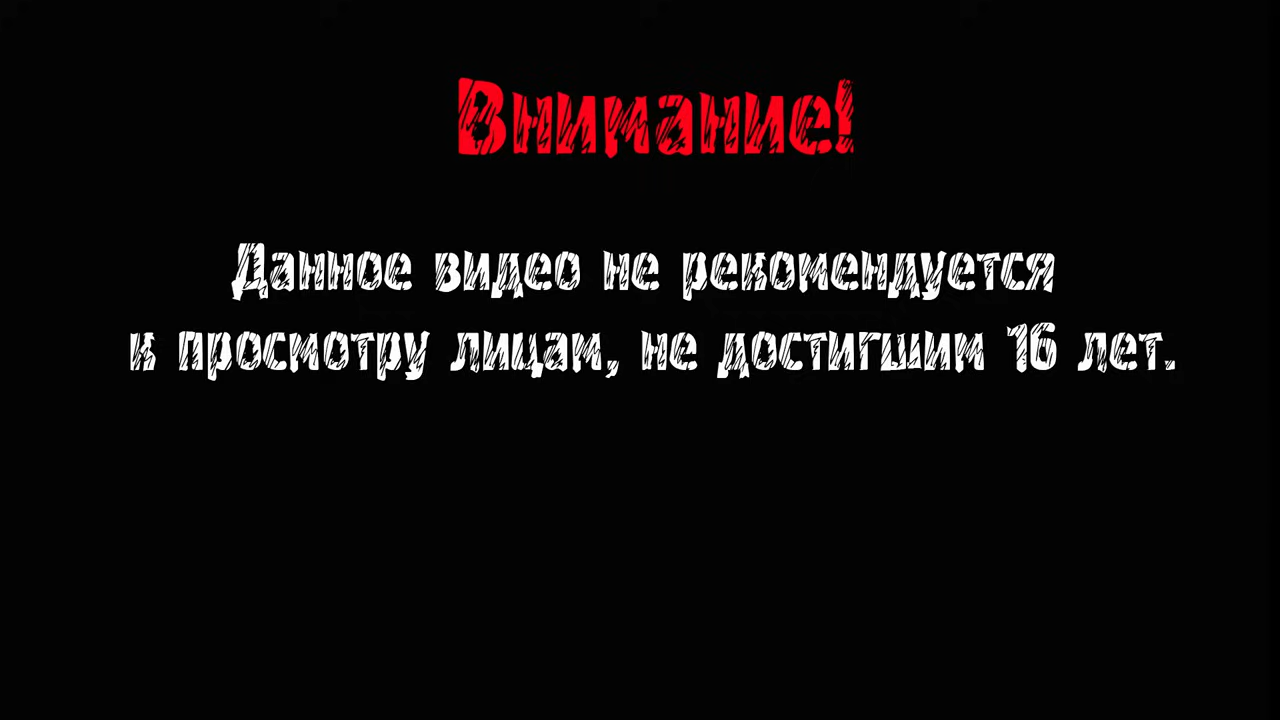 Внимание!
Данное видео не рекомендуется
к просмотру лицам, не достигшим 16 лет.